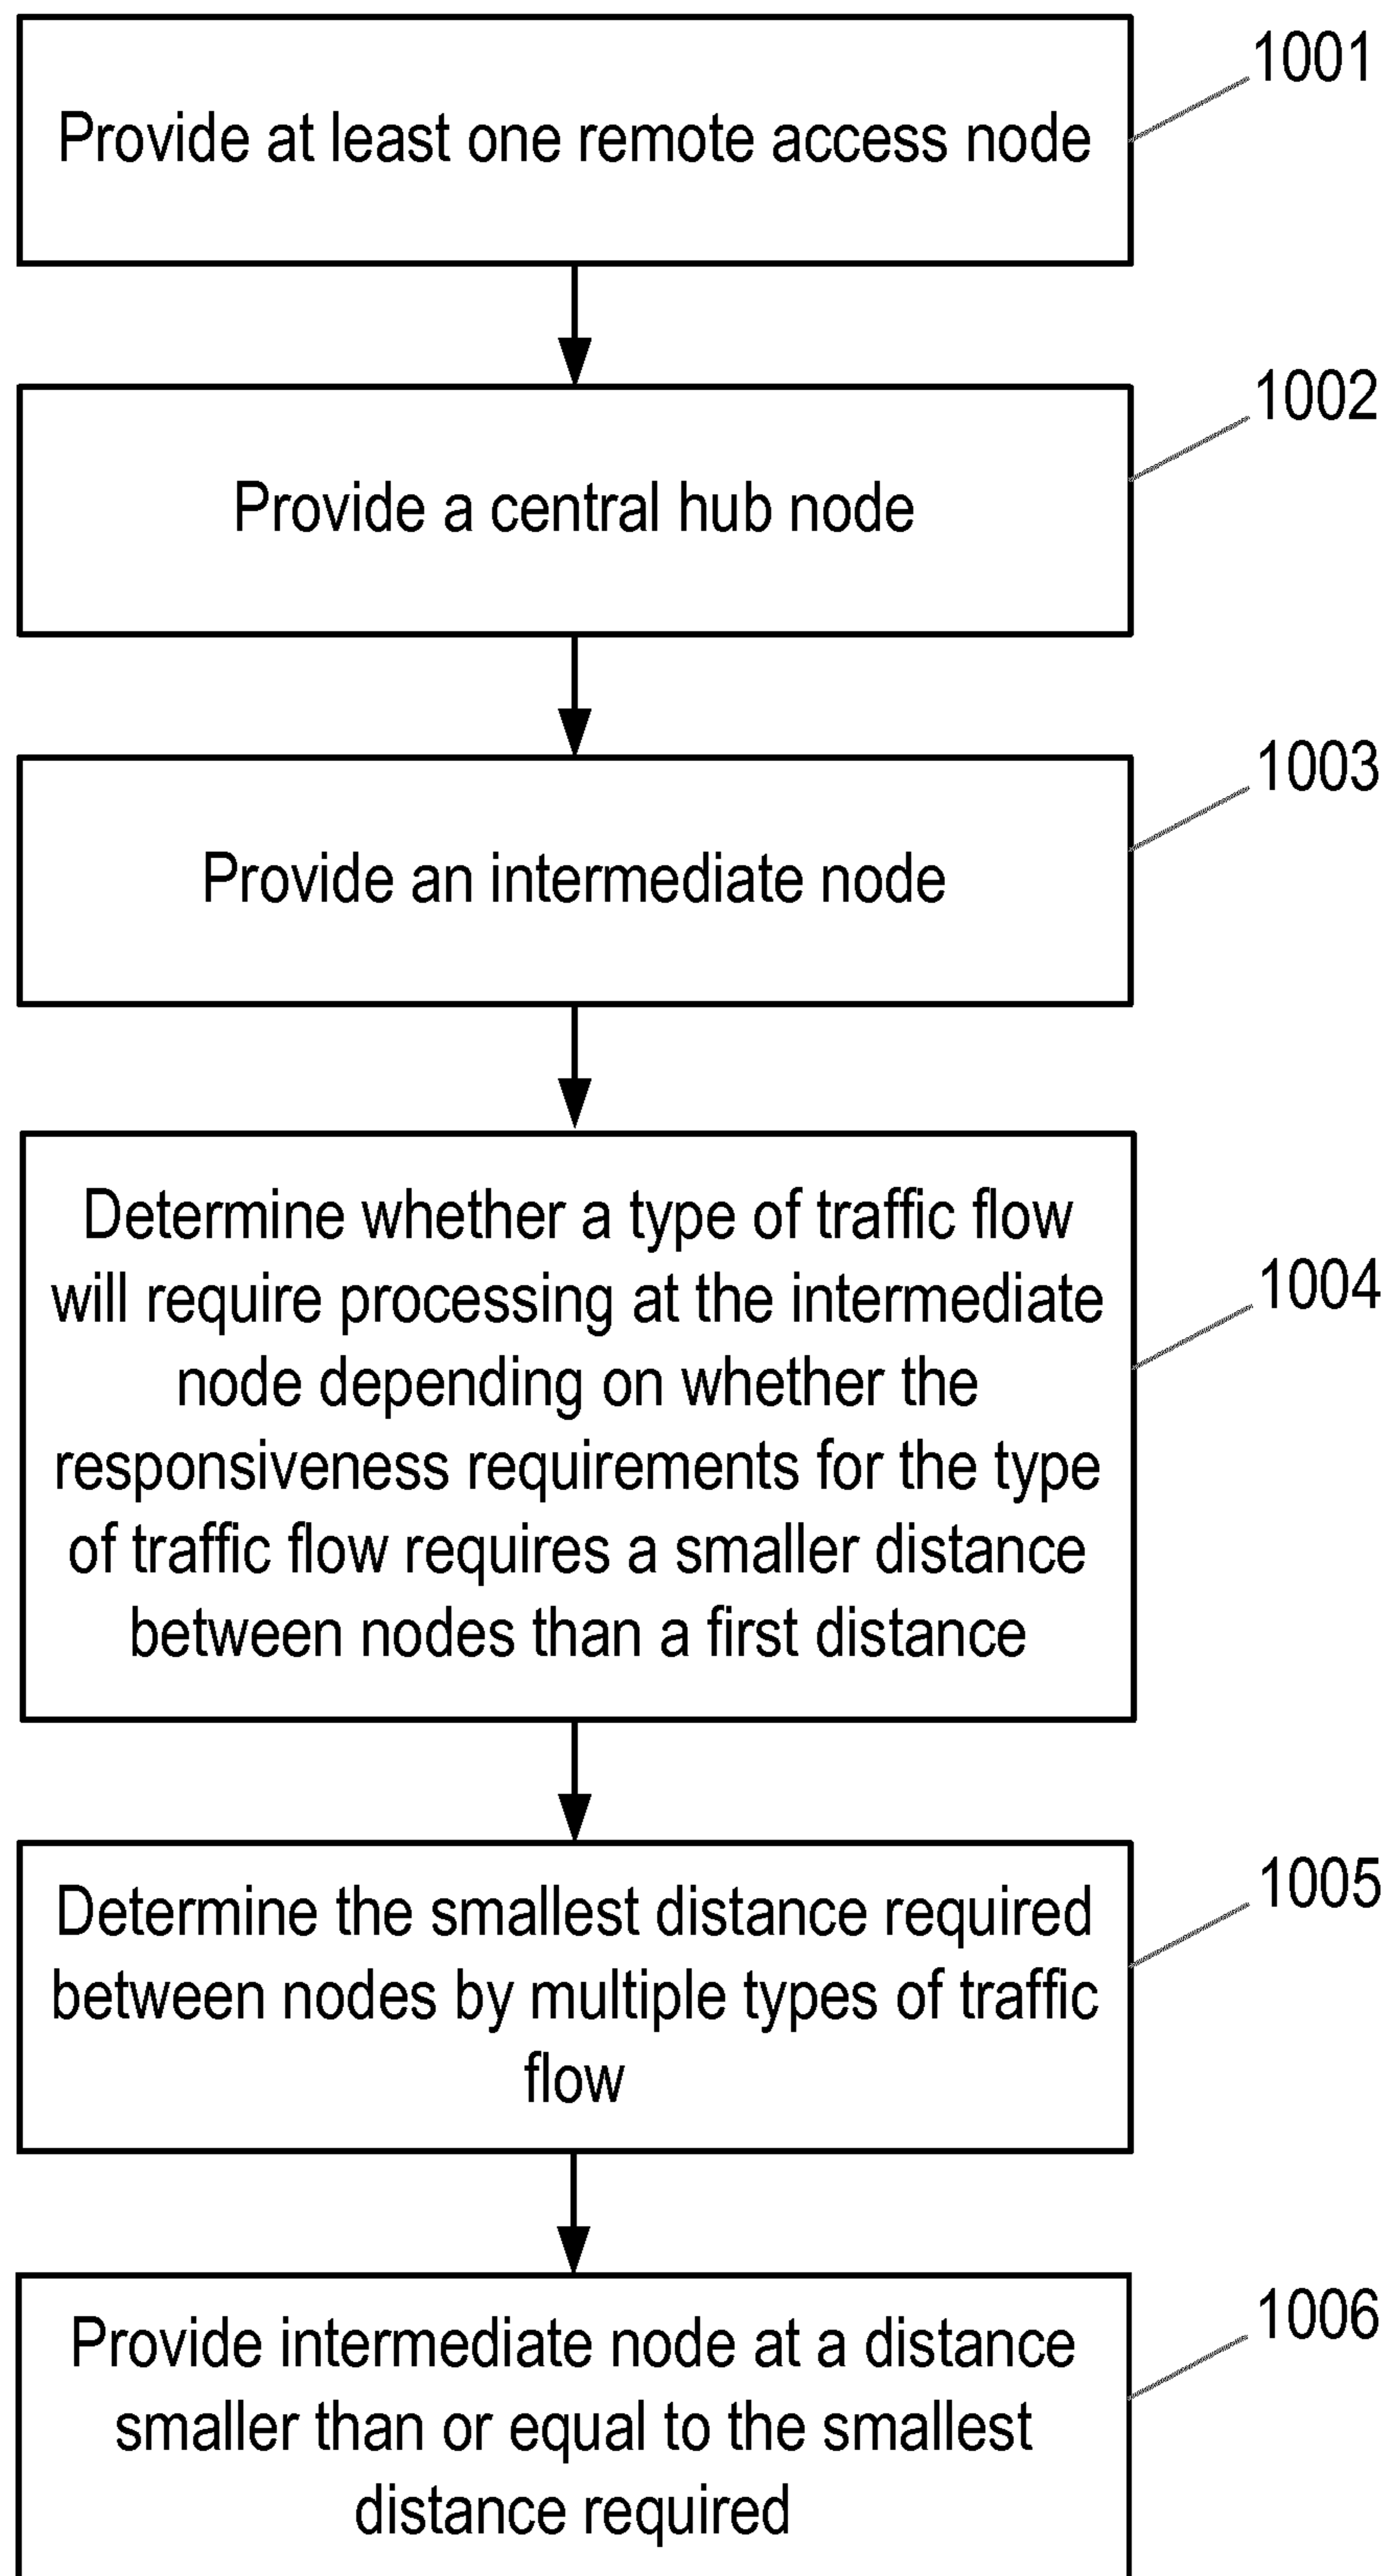 Provide at least one remote access node
1001
Provide a central hub node
1002
Provide an intermediate node
1003
Determine whether a type of traffic flow
will require processing at the intermediate
node depending on whether the
responsiveness requirements for the type
of traffic flow requires a smaller distance
between nodes than a first distance
1004
Determine the smallest distance required
between nodes by multiple types of traffic
flow
1005
Provide intermediate node at a distance
smaller than or equal to the smallest
distance required
1006